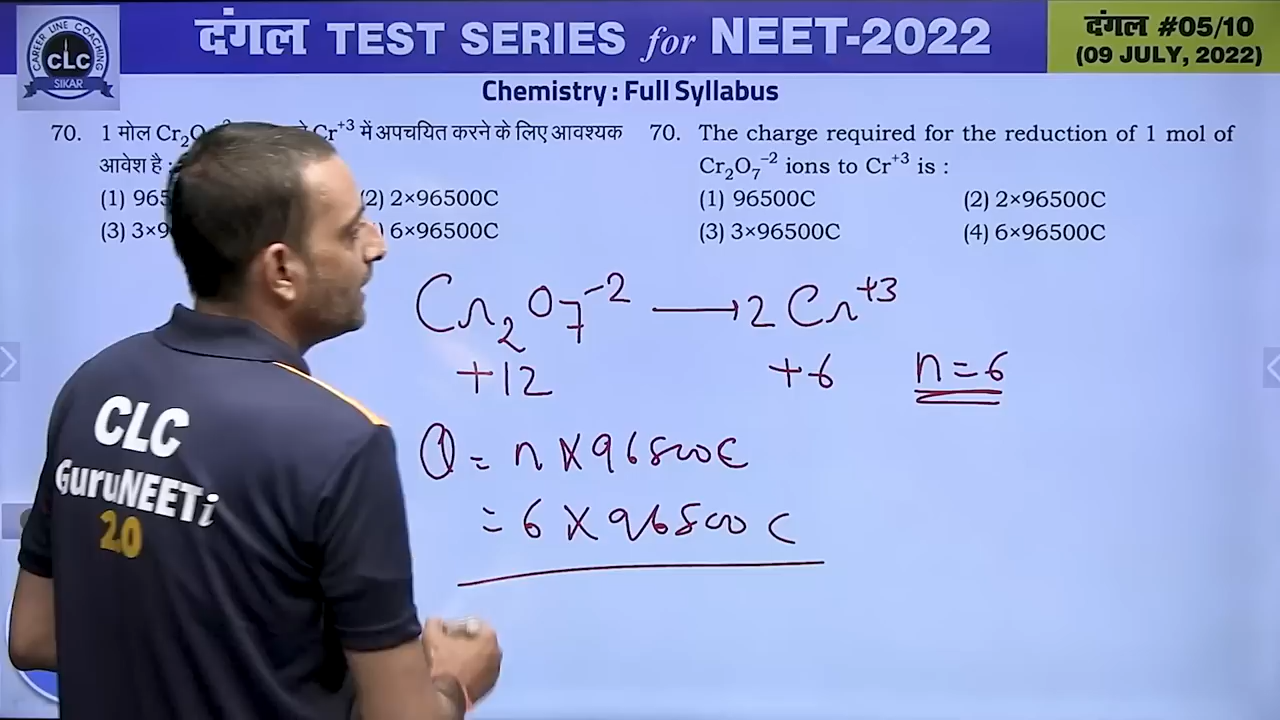 CAREER LINE COACHING
CLC
SIKAR
दंगल TEST SERIES for NEET-2022
दंगल #05/10
(09 JULY, 2022)
Chemistry : Full Syllabus
70. 1 मोल Cr₂O Cr⁺³ में अपचयित करने के लिए आवश्यक
आवेश है :
(1) 965 (2) 2×96500C
(3) 3×9 6×96500C
70. The charge required for the reduction of 1 mol of
Cr₂O₇⁻² ions to Cr⁺³ is :
(1) 96500C (2) 2×96500C
(3) 3×96500C (4) 6×96500C
Cr₂O₇⁻² ⟶ 2Cr⁺³
+12 +6 n=6
Q = n×96500C
= 6×96500C
CLC
GuruNEETi
2.0